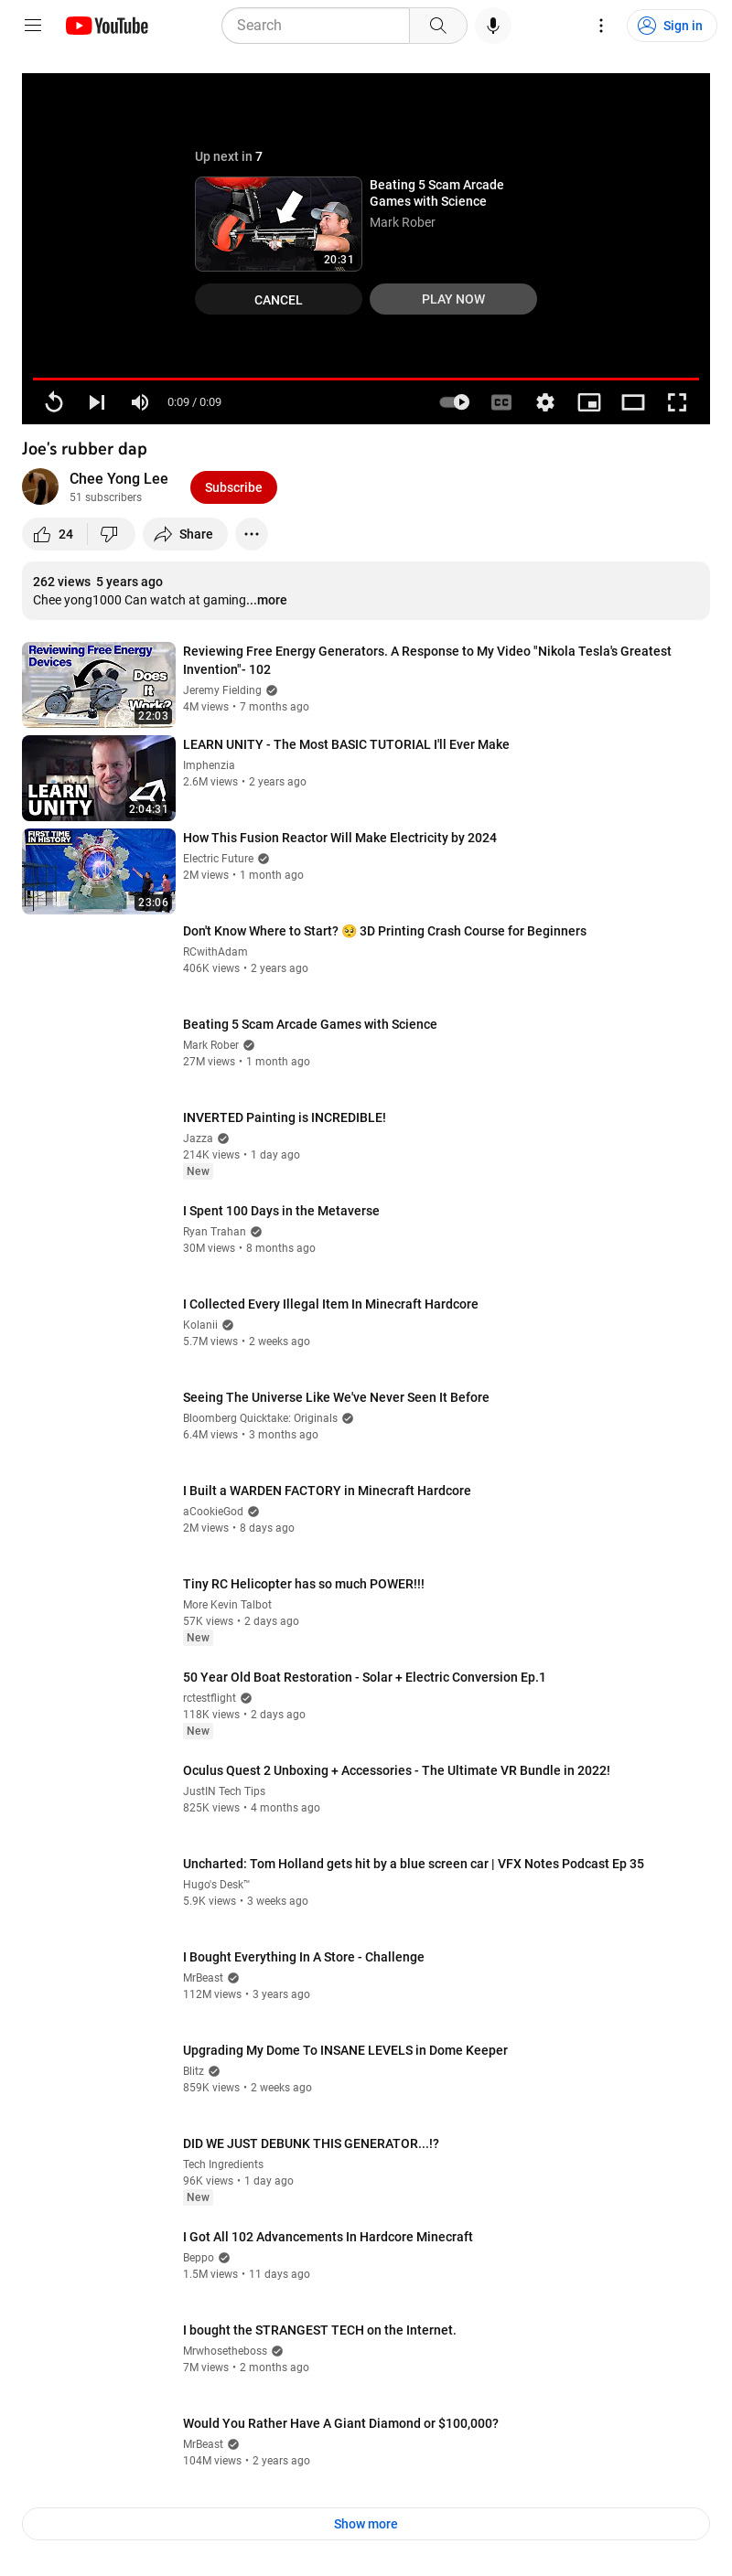 YouTube
Search
Sign in
Up next in 7
Beating 5 Scam Arcade
Games with Science
Mark Rober
20:31
CANCEL
PLAY NOW
0:09 / 0:09
CC
Joe's rubber dap
Chee Yong Lee
51 subscribers
Subscribe
24
Share
262 views 5 years ago
Chee yong1000 Can watch at gaming...more
Reviewing Free Energy
Devices
Does
It
Work?
22:03
Reviewing Free Energy Generators. A Response to My Video "Nikola Tesla's Greatest
Invention"- 102
Jeremy Fielding
4M views • 7 months ago
LEARN
UNITY
2:04:31
LEARN UNITY - The Most BASIC TUTORIAL I'll Ever Make
Imphenzia
2.6M views • 2 years ago
FIRST TIME
IN HISTORY
23:06
How This Fusion Reactor Will Make Electricity by 2024
Electric Future
2M views • 1 month ago
Don't Know Where to Start? 🥺 3D Printing Crash Course for Beginners
RCwithAdam
406K views • 2 years ago
Beating 5 Scam Arcade Games with Science
Mark Rober
27M views • 1 month ago
INVERTED Painting is INCREDIBLE!
Jazza
214K views • 1 day ago
New
I Spent 100 Days in the Metaverse
Ryan Trahan
30M views • 8 months ago
I Collected Every Illegal Item In Minecraft Hardcore
Kolanii
5.7M views • 2 weeks ago
Seeing The Universe Like We've Never Seen It Before
Bloomberg Quicktake: Originals
6.4M views • 3 months ago
I Built a WARDEN FACTORY in Minecraft Hardcore
aCookieGod
2M views • 8 days ago
Tiny RC Helicopter has so much POWER!!!
More Kevin Talbot
57K views • 2 days ago
New
50 Year Old Boat Restoration - Solar + Electric Conversion Ep.1
rctestflight
118K views • 2 days ago
New
Oculus Quest 2 Unboxing + Accessories - The Ultimate VR Bundle in 2022!
JustIN Tech Tips
825K views • 4 months ago
Uncharted: Tom Holland gets hit by a blue screen car | VFX Notes Podcast Ep 35
Hugo's Desk™
5.9K views • 3 weeks ago
I Bought Everything In A Store - Challenge
MrBeast
112M views • 3 years ago
Upgrading My Dome To INSANE LEVELS in Dome Keeper
Blitz
859K views • 2 weeks ago
DID WE JUST DEBUNK THIS GENERATOR...!?
Tech Ingredients
96K views • 1 day ago
New
I Got All 102 Advancements In Hardcore Minecraft
Beppo
1.5M views • 11 days ago
I bought the STRANGEST TECH on the Internet.
Mrwhosetheboss
7M views • 2 months ago
Would You Rather Have A Giant Diamond or $100,000?
MrBeast
104M views • 2 years ago
Show more